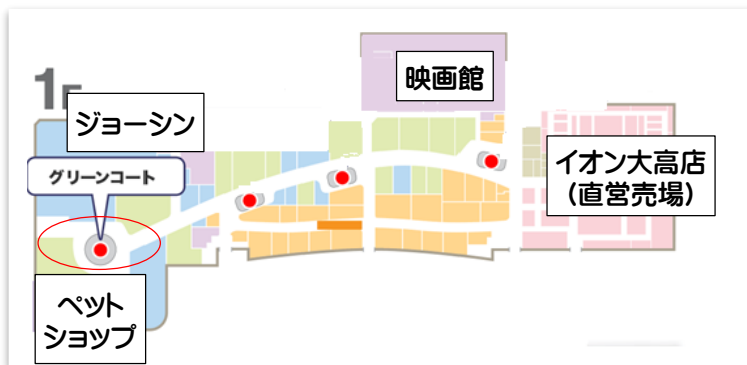 1F
ジョーシン
映画館
グリーンコート
イオン大高店
(直営売場)
ペット
ショップ